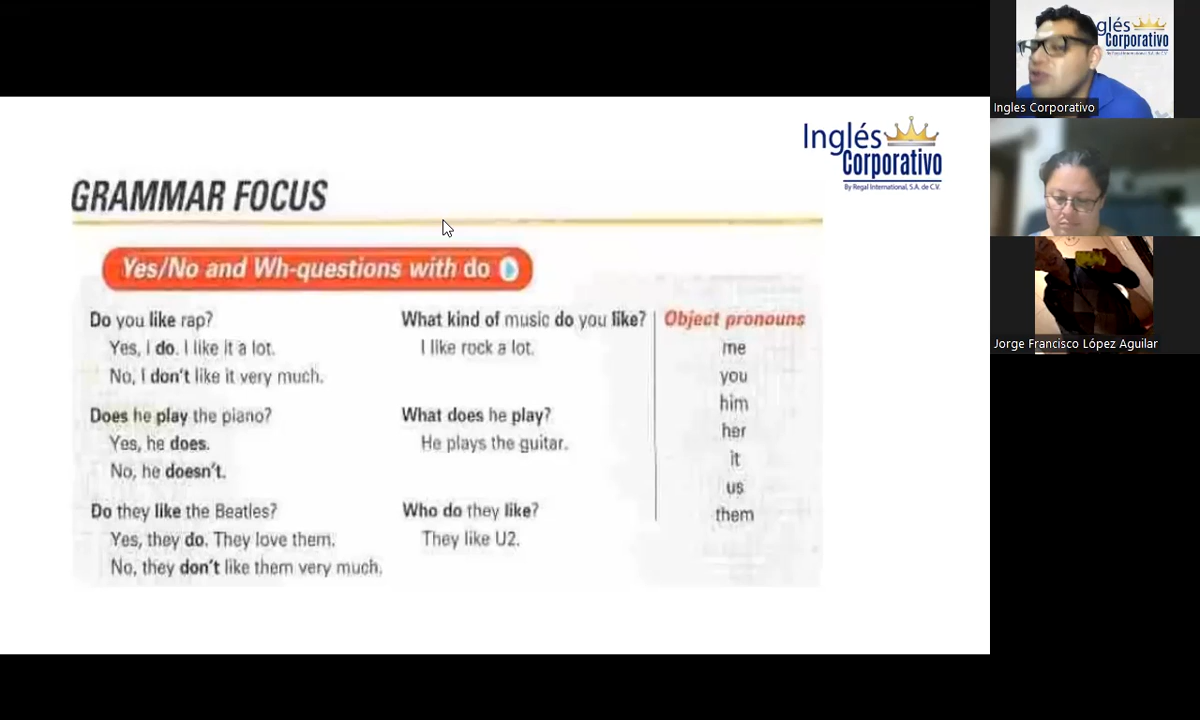 Inglés
Corporativo
By Regal International, S.A. de C.V.
GRAMMAR FOCUS
Yes/No and Wh-questions with do
Do you like rap?
Yes, I do. I like it a lot.
No, I don't like it very much.
Does he play the piano?
Yes, he does.
No, he doesn't.
Do they like the Beatles?
Yes, they do. They love them.
No, they don't like them very much.
What kind of music do you like?
I like rock a lot.
What does he play?
He plays the guitar.
Who do they like?
They like U2.
Object pronouns
me
you
him
her
it
us
them
glés
Corporativo
By Regal International, S.A. de C.V.
Ingles Corporativo
Jorge Francisco López Aguilar